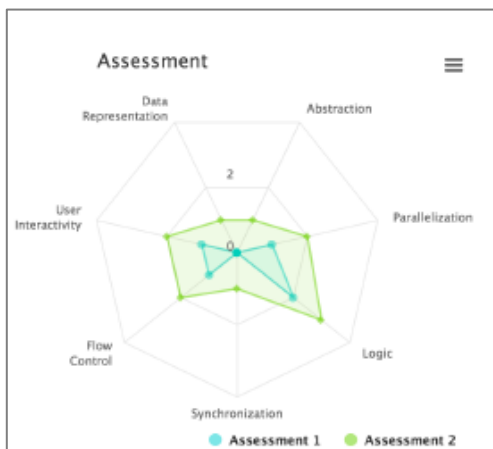 Assessment
Data
Representation
Abstraction
2
User
Interactivity
Parallelization
0
Flow
Control
Logic
Synchronization
Assessment 1
Assessment 2